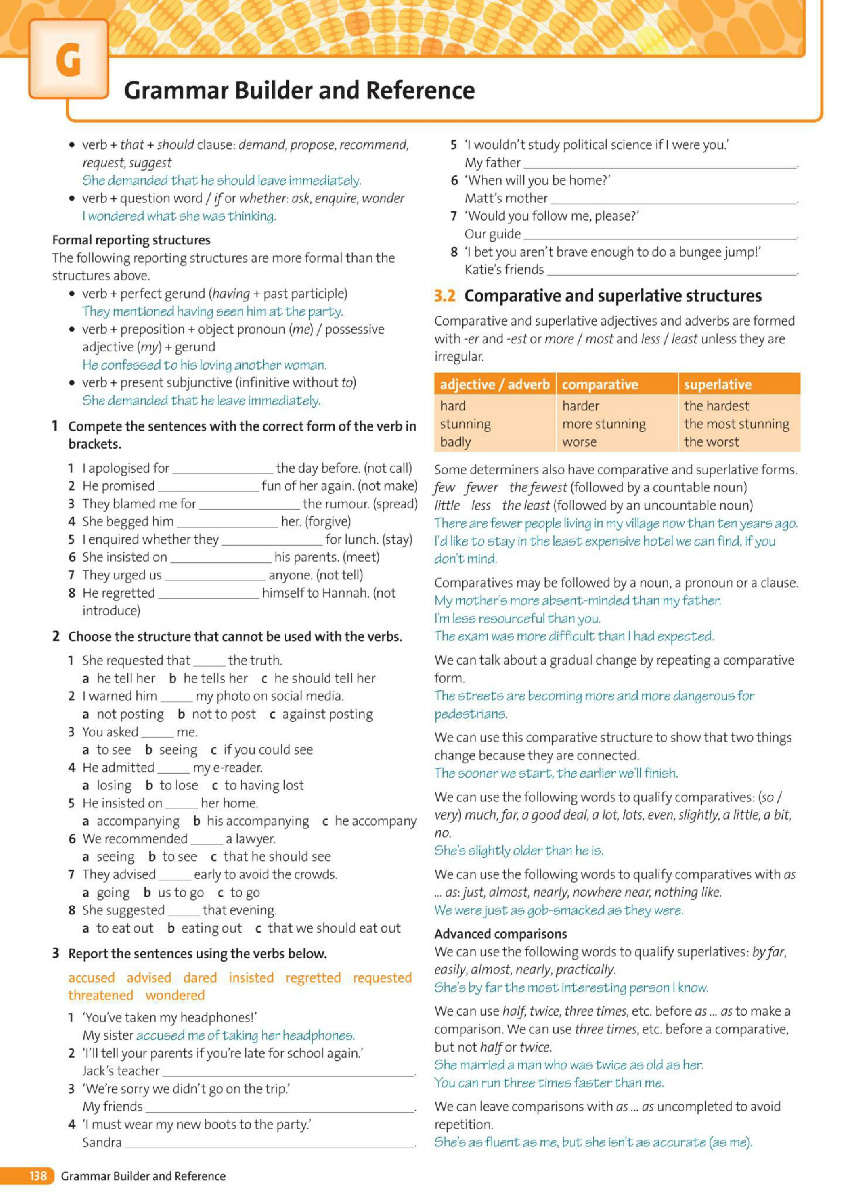 G
Grammar Builder and Reference
• verb + that + should clause: demand, propose, recommend,
request, suggest
She demanded that he should leave immediately.
• verb + question word / if or whether: ask, enquire, wonder
I wondered what she was thinking.
Formal reporting structures
The following reporting structures are more formal than the
structures above.
• verb + perfect gerund (having + past participle)
They mentioned having seen him at the party.
• verb + preposition + object pronoun (me) / possessive
adjective (my) + gerund
He confessed to his loving another woman.
• verb + present subjunctive (infinitive without to)
She demanded that he leave immediately.
1 Compete the sentences with the correct form of the verb in
brackets.
1 I apologised for ______ the day before. (not call)
2 He promised ______ fun of her again. (not make)
3 They blamed me for ______ the rumour. (spread)
4 She begged him ______ her. (forgive)
5 I enquired whether they ______ for lunch. (stay)
6 She insisted on ______ his parents. (meet)
7 They urged us ______ anyone. (not tell)
8 He regretted ______ himself to Hannah. (not
introduce)
2 Choose the structure that cannot be used with the verbs.
1 She requested that ____ the truth.
a he tell her b he tells her c he should tell her
2 I warned him ____ my photo on social media.
a not posting b not to post c against posting
3 You asked ____ me.
a to see b seeing c if you could see
4 He admitted ____ my e-reader.
a losing b to lose c to having lost
5 He insisted on ____ her home.
a accompanying b his accompanying c he accompany
6 We recommended ____ a lawyer.
a seeing b to see c that he should see
7 They advised ____ early to avoid the crowds.
a going b us to go c to go
8 She suggested ____ that evening.
a to eat out b eating out c that we should eat out
3 Report the sentences using the verbs below.
accused advised dared insisted regretted requested
threatened wondered
1 'You've taken my headphones!'
My sister accused me of taking her headphones.
2 'I'll tell your parents if you're late for school again.'
Jack's teacher ______.
3 'We're sorry we didn't go on the trip.'
My friends ______.
4 'I must wear my new boots to the party.'
Sandra ______.
5 'I wouldn't study political science if I were you.'
My father ______.
6 'When will you be home?'
Matt's mother ______.
7 'Would you follow me, please?'
Our guide ______.
8 'I bet you aren't brave enough to do a bungee jump!'
Katie's friends ______.
3.2 Comparative and superlative structures
Comparative and superlative adjectives and adverbs are formed
with -er and -est or more / most and less / least unless they are
irregular.
adjective / adverb comparative superlative
hard harder the hardest
stunning more stunning the most stunning
badly worse the worst
Some determiners also have comparative and superlative forms.
few fewer the fewest (followed by a countable noun)
little less the least (followed by an uncountable noun)
There are fewer people living in my village now than ten years ago.
I'd like to stay in the least expensive hotel we can find, if you
don't mind.
Comparatives may be followed by a noun, a pronoun or a clause.
My mother's more absent-minded than my father.
I'm less resourceful than you.
The exam was more difficult than I had expected.
We can talk about a gradual change by repeating a comparative
form.
The streets are becoming more and more dangerous for
pedestrians.
We can use this comparative structure to show that two things
change because they are connected.
The sooner we start, the earlier we'll finish.
We can use the following words to qualify comparatives: (so /
very) much, far, a good deal, a lot, lots, even, slightly, a little, a bit,
no.
She's slightly older than he is.
We can use the following words to qualify comparatives with as
... as: just, almost, nearly, nowhere near, nothing like.
We were just as gob-smacked as they were.
Advanced comparisons
We can use the following words to qualify superlatives: by far,
easily, almost, nearly, practically.
She's by far the most interesting person I know.
We can use half, twice, three times, etc. before as ... as to make a
comparison. We can use three times, etc. before a comparative,
but not half or twice.
She married a man who was twice as old as her.
You can run three times faster than me.
We can leave comparisons with as ... as uncompleted to avoid
repetition.
She's as fluent as me, but she isn't as accurate (as me).
138 Grammar Builder and Reference